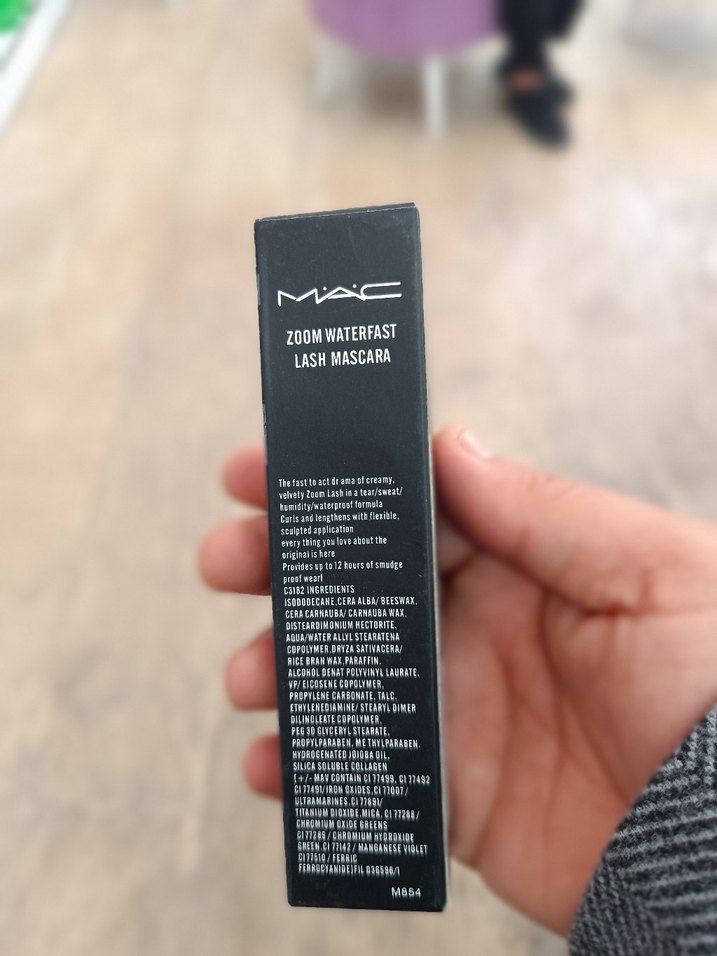 MAC
ZOOM WATERFAST
LASH MASCARA
The fast to act dr ama of creamy,
velvety Zoom Lash in a tear/sweat/
humidity/waterproof formula
Curls and lengthens with flexible,
sculpted application
every thing you love about the
original is here
Provides up to 12 hours of smudge
proof wearl
C3182 INGREDIENTS
ISODODECANE,CERA ALBA/ BEESWAX,
CERA CARNAUBA/ CARNAUBA WAX,
DISTEARDIMONIUM HECTORITE,
AQUA/WATER ALLYL STEARATENA
COPOLYMER,DRYZA SATIVACERA/
RICE BRAN WAX,PARAFFIN,
ALCOHOL DENAT POLYVINYL LAURATE,
VP/ EICOSENE COPOLYMER,
PROPYLENE CARBONATE, TALC,
ETHYLENEDIAMINE/ STEARYL DIMER
DILINOLEATE COPOLYMER,
PEG 30 GLYCERYL STEARATE,
PROPYLPARABEN, ME THYLPARABEN,
HYDROGENATED JOJOBA OIL,
SILICA SOLUBLE COLLAGEN
[+/- MAV CONTAIN CI 77499, CI 77492
CI 77491/ IRON OXIDES, CI 77007 /
ULTRAMARINES, CI 77891/
TITANIUM DIOXIDE, MICA, CI 77288 /
CHROMIUM OXIDE GREENS
CI 77289 / CHROMIUM HYDROXIDE
GREEN, CI 77142 / MANGANESE VIOLET
CI 77510 / FERRIC
FERROCYANIDE]FIL D36596/1
M854